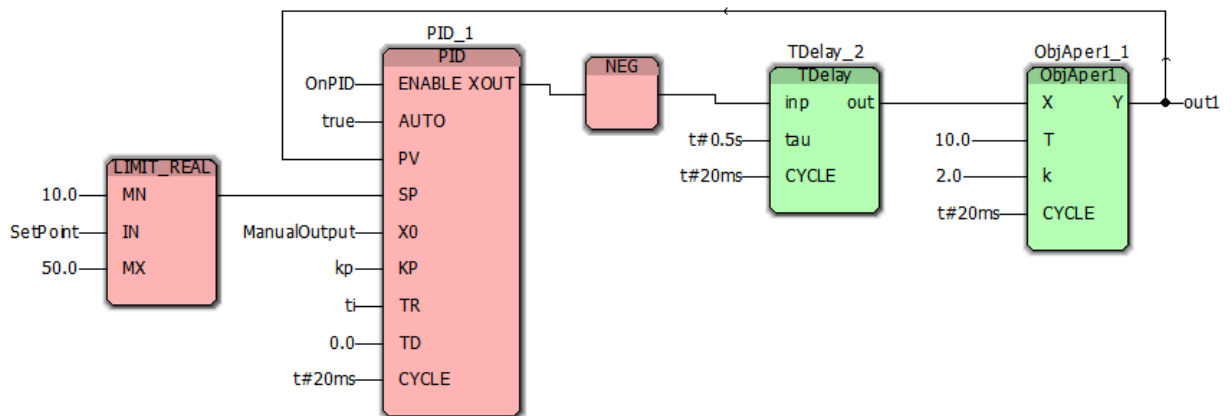 PID_1
PID
OnPID ENABLE XOUT
true AUTO
PV
SP
ManualOutput X0
kp KP
ti TR
0.0 TD
t#20ms CYCLE
LIMIT_REAL
10.0 MN
SetPoint IN
50.0 MX
NEG
TDelay_2
TDelay
inp out
t#0.5s tau
t#20ms CYCLE
ObjAper1_1
ObjAper1
X Y out1
10.0 T
2.0 k
t#20ms CYCLE